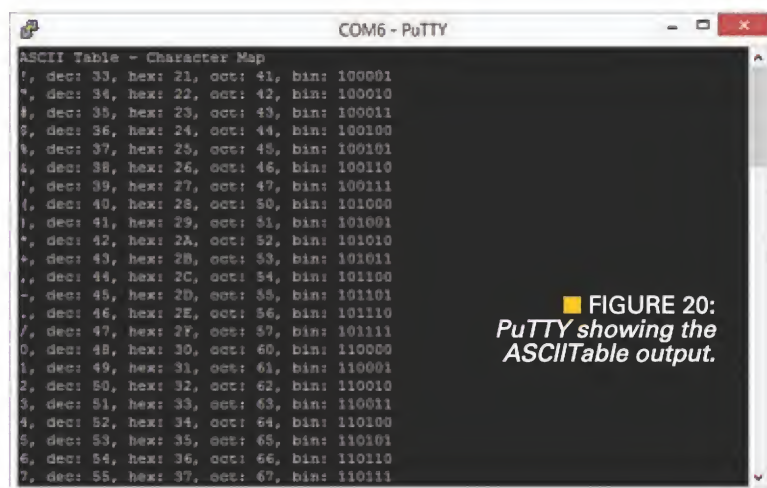 COM6 - PuTTY
ASCII Table ~ Character Map
!, dec: 33, hex: 21, oct: 41, bin: 100001
", dec: 34, hex: 22, oct: 42, bin: 100010
#, dec: 35, hex: 23, oct: 43, bin: 100011
$, dec: 36, hex: 24, oct: 44, bin: 100100
%, dec: 37, hex: 25, oct: 45, bin: 100101
&, dec: 38, hex: 26, oct: 46, bin: 100110
', dec: 39, hex: 27, oct: 47, bin: 100111
(, dec: 40, hex: 28, oct: 50, bin: 101000
), dec: 41, hex: 29, oct: 51, bin: 101001
*, dec: 42, hex: 2A, oct: 52, bin: 101010
+, dec: 43, hex: 2B, oct: 53, bin: 101011
,, dec: 44, hex: 2C, oct: 54, bin: 101100
-, dec: 45, hex: 2D, oct: 55, bin: 101101
., dec: 46, hex: 2E, oct: 56, bin: 101110
/, dec: 47, hex: 2F, oct: 57, bin: 101111
0, dec: 48, hex: 30, oct: 60, bin: 110000
1, dec: 49, hex: 31, oct: 61, bin: 110001
2, dec: 50, hex: 32, oct: 62, bin: 110010
3, dec: 51, hex: 33, oct: 63, bin: 110011
4, dec: 52, hex: 34, oct: 64, bin: 110100
5, dec: 53, hex: 35, oct: 65, bin: 110101
6, dec: 54, hex: 36, oct: 66, bin: 110110
7, dec: 55, hex: 37, oct: 67, bin: 110111
FIGURE 20:
PuTTY showing the
ASCIITable output.